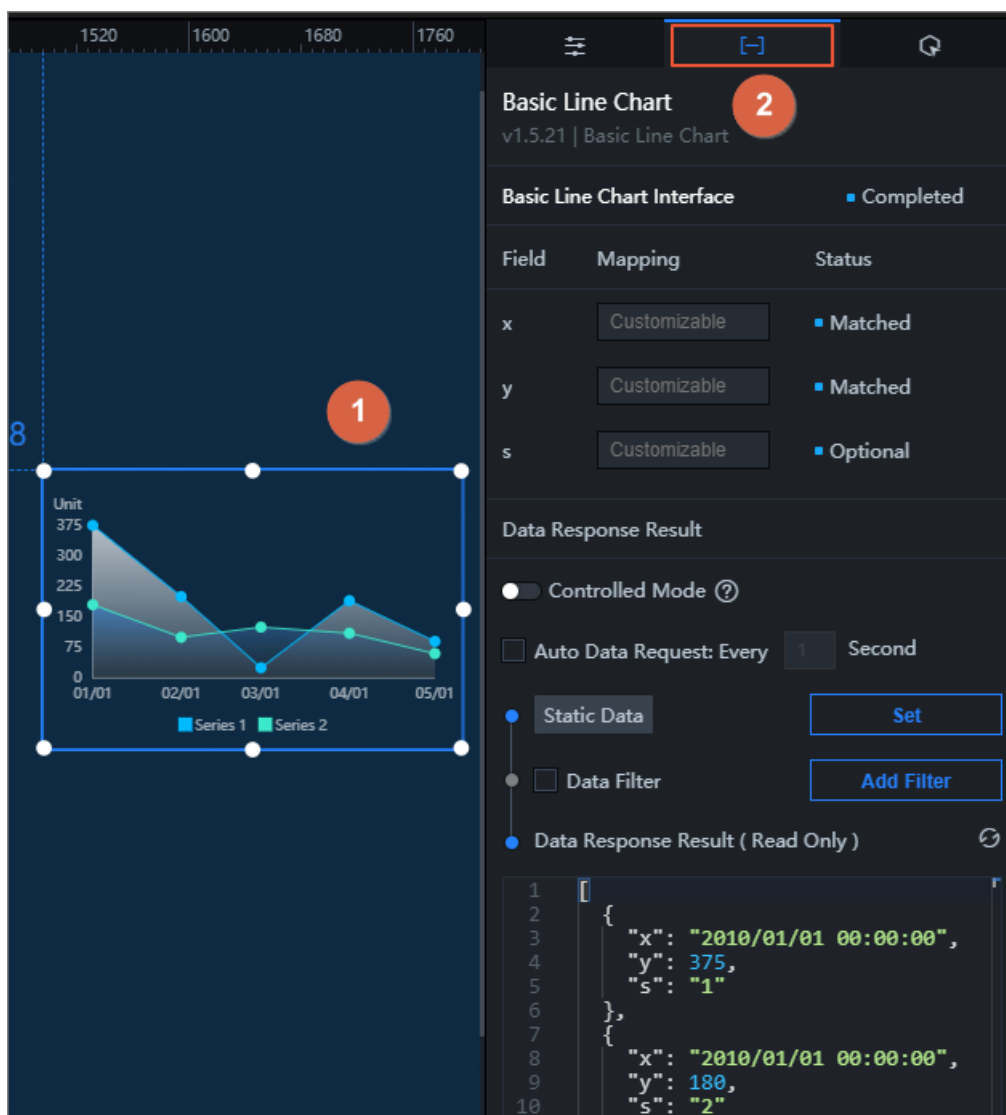 1520 1600 1680 1760
8
1
Unit
375
300
225
150
75
0
01/01 02/01 03/01 04/01 05/01
Series 1 Series 2
[–]
2
Basic Line Chart
v1.5.21 | Basic Line Chart
Basic Line Chart Interface Completed
Field Mapping Status
x Customizable Matched
y Customizable Matched
s Customizable Optional
Data Response Result
Controlled Mode ?
Auto Data Request: Every 1 Second
Static Data Set
Data Filter Add Filter
Data Response Result ( Read Only )
1 [
2 {
3 "x": "2010/01/01 00:00:00",
4 "y": 375,
5 "s": "1"
6 },
7 {
8 "x": "2010/01/01 00:00:00",
9 "y": 180,
10 "s": "2"